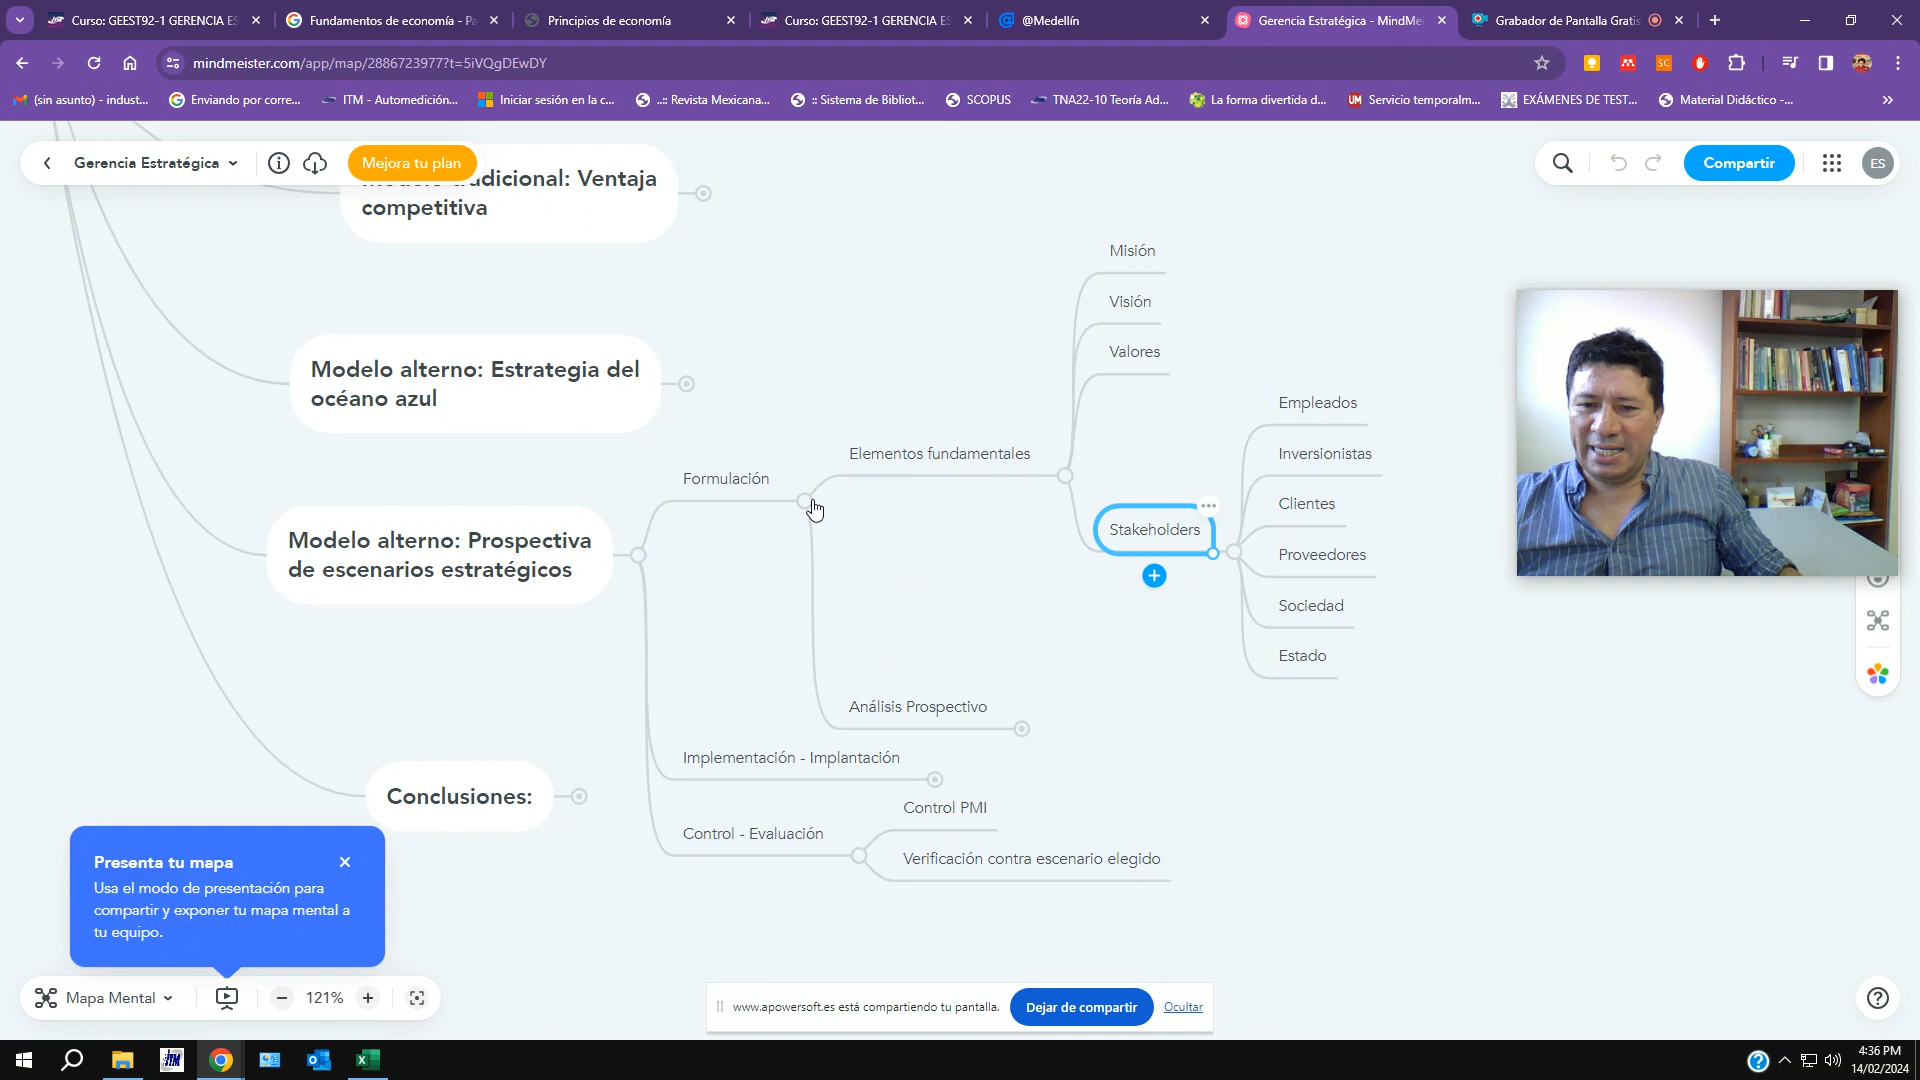 Curso: GEEST92-1 GERENCIA ES
Fundamentos de economía - Pa
Principios de economía
Curso: GEEST92-1 GERENCIA ES
@Medellín
Gerencia Estratégica - MindMei
Grabador de Pantalla Gratis
mindmeister.com/app/map/2886723977?t=5iVQgDEwDY
(sin asunto) - indust...
Enviando por corre...
ITM - Automedición...
Iniciar sesión en la c...
..:: Revista Mexicana...
:: Sistema de Bibliot...
SCOPUS
TNA22-10 Teoría Ad...
La forma divertida d...
Servicio temporalm...
EXÁMENES DE TEST...
Material Didáctico -...
Gerencia Estratégica
Mejora tu plan
Compartir
ES
Modelo tradicional: Ventaja
competitiva
Misión
Visión
Valores
Modelo alterno: Estrategia del
océano azul
Empleados
Elementos fundamentales
Inversionistas
Formulación
Clientes
Stakeholders
Modelo alterno: Prospectiva
de escenarios estratégicos
Proveedores
Sociedad
Estado
Análisis Prospectivo
Implementación - Implantación
Conclusiones:
Control PMI
Control - Evaluación
Verificación contra escenario elegido
Presenta tu mapa
Usa el modo de presentación para
compartir y exponer tu mapa mental a
tu equipo.
Mapa Mental
121%
www.apowersoft.es está compartiendo tu pantalla.
Dejar de compartir
Ocultar
4:36 PM
14/02/2024